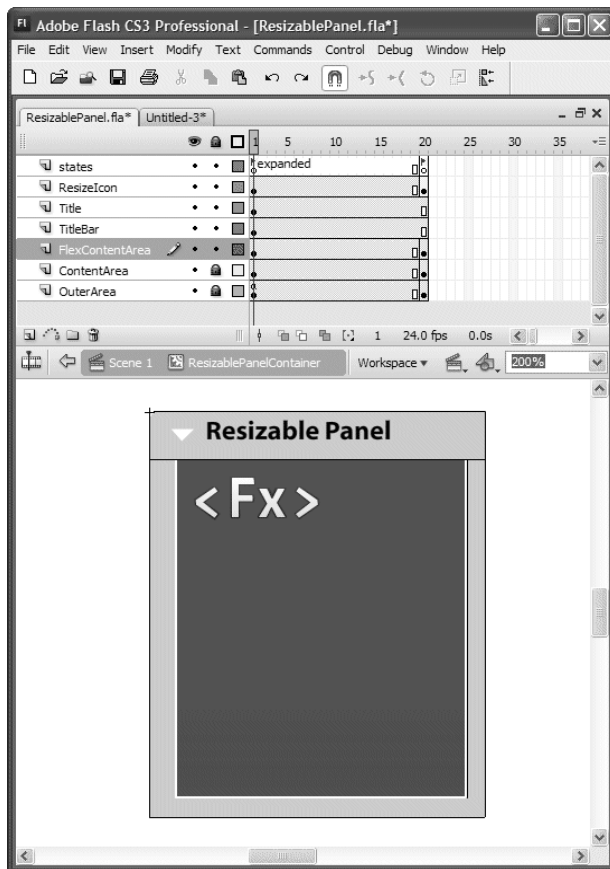 Fl Adobe Flash CS3 Professional - [ResizablePanel.fla*]
File Edit View Insert Modify Text Commands Control Debug Window Help
ResizablePanel.fla* Untitled-3*
1 5 10 15 20 25 30 35
states expanded
ResizeIcon
Title
TitleBar
FlexContentArea
ContentArea
OuterArea
1 24.0 fps 0.0s
Scene 1 ResizablePanelContainer Workspace 200%
Resizable Panel
<Fx>